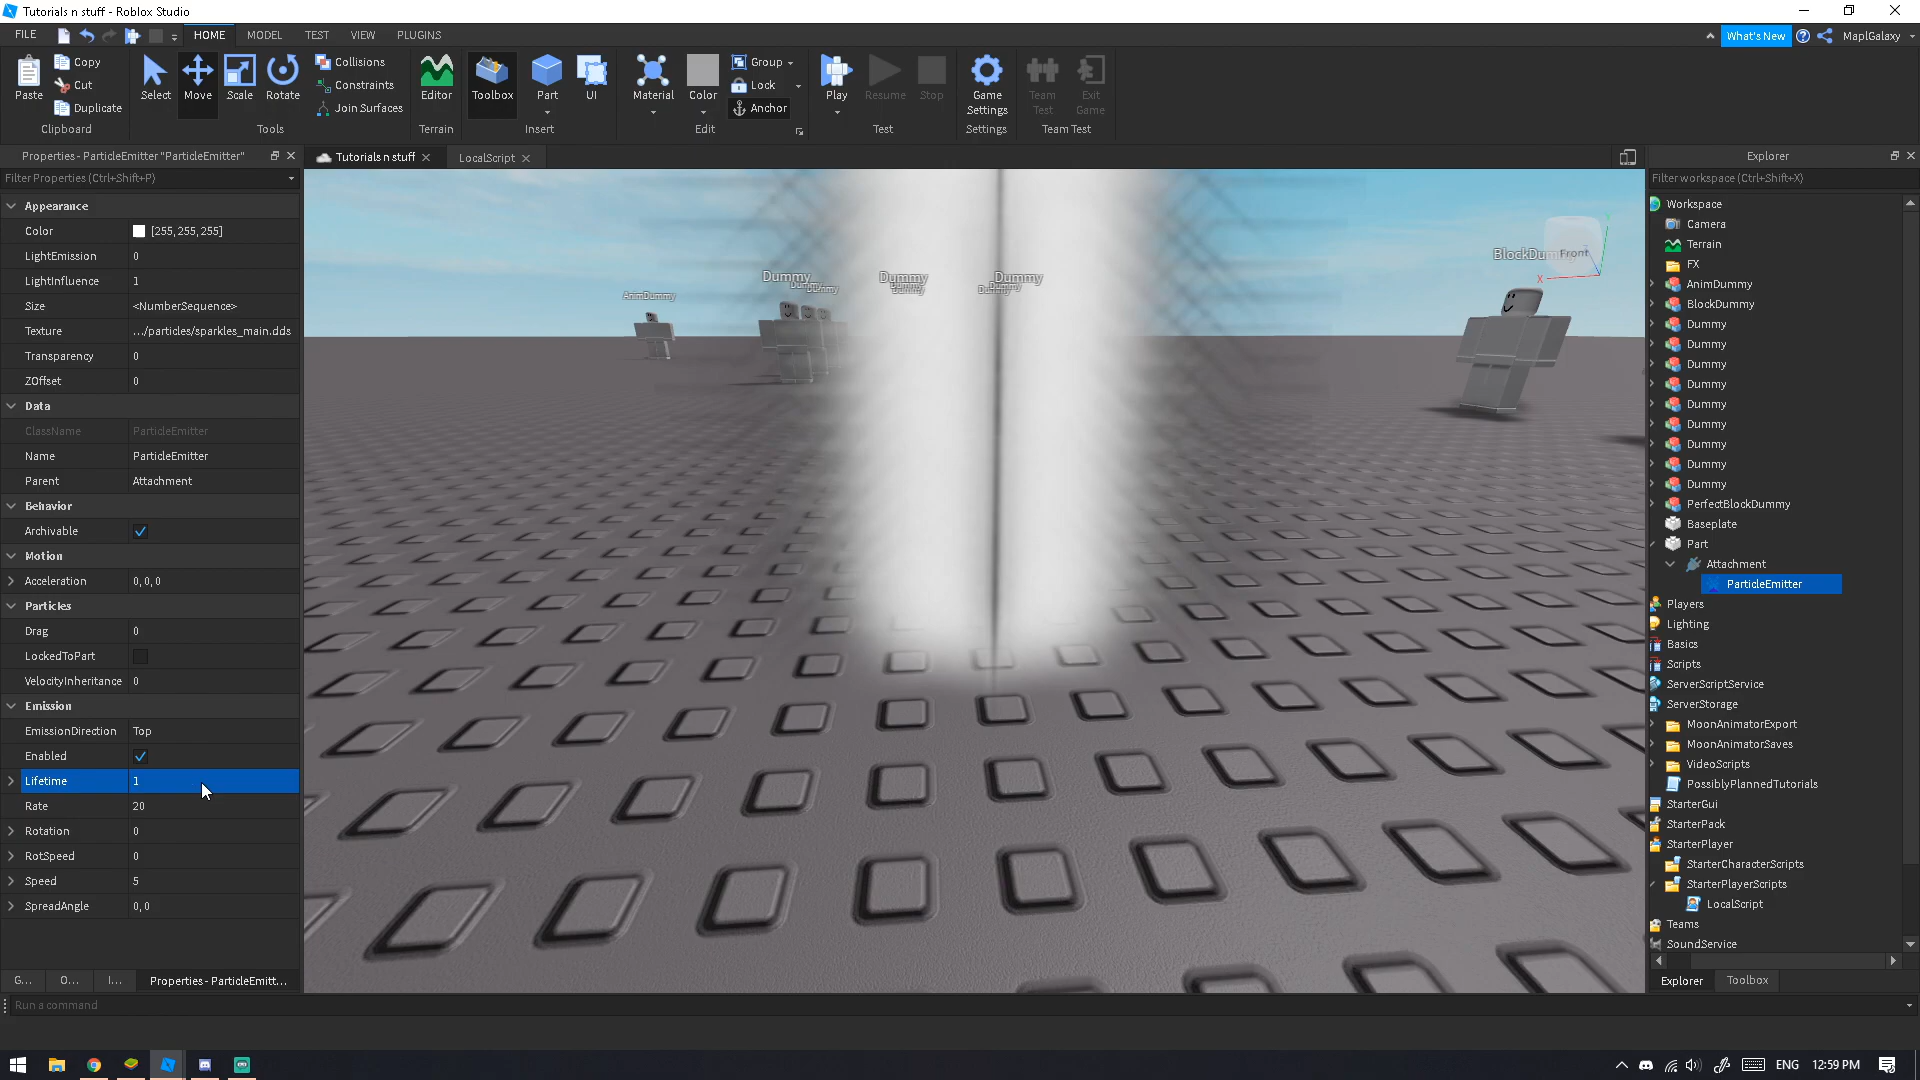 Tutorials n stuff - Roblox Studio
FILE HOME MODEL TEST VIEW PLUGINS What's New MaplGalaxy
Paste Copy Cut Duplicate Clipboard
Select Move Scale Rotate Collisions Constraints Join Surfaces Tools
Editor Terrain
Toolbox Part UI Insert
Material Color Group Lock Anchor Edit
Play Resume Stop Test
Game Settings Settings
Team Test Exit Game Team Test
Properties - ParticleEmitter "ParticleEmitter"
Filter Properties (Ctrl+Shift+P)
Appearance
Color [255, 255, 255]
LightEmission 0
LightInfluence 1
Size <NumberSequence>
Texture .../particles/sparkles_main.dds
Transparency 0
ZOffset 0
Data
ClassName ParticleEmitter
Name ParticleEmitter
Parent Attachment
Behavior
Archivable
Motion
Acceleration 0, 0, 0
Particles
Drag 0
LockedToPart
VelocityInheritance 0
Emission
EmissionDirection Top
Enabled
Lifetime 1
Rate 20
Rotation 0
RotSpeed 0
Speed 5
SpreadAngle 0, 0
G... O... I... Properties - ParticleEmitt...
Run a command
Tutorials n stuff LocalScript
AnimDummy
Dummy
Dummy
Dummy
Dummy
Dummy
Dummy
Dummy
Dummy
Dummy
Front
X
Explorer
Filter workspace (Ctrl+Shift+X)
Workspace
Camera
Terrain
FX
AnimDummy
BlockDummy
Dummy
Dummy
Dummy
Dummy
Dummy
Dummy
Dummy
Dummy
Dummy
PerfectBlockDummy
Baseplate
Part
Attachment
ParticleEmitter
Players
Lighting
Basics
Scripts
ServerScriptService
ServerStorage
MoonAnimatorExport
MoonAnimatorSaves
VideoScripts
PossiblyPlannedTutorials
StarterGui
StarterPack
StarterPlayer
StarterCharacterScripts
StarterPlayerScripts
LocalScript
Teams
SoundService
Explorer Toolbox
ENG 12:59 PM